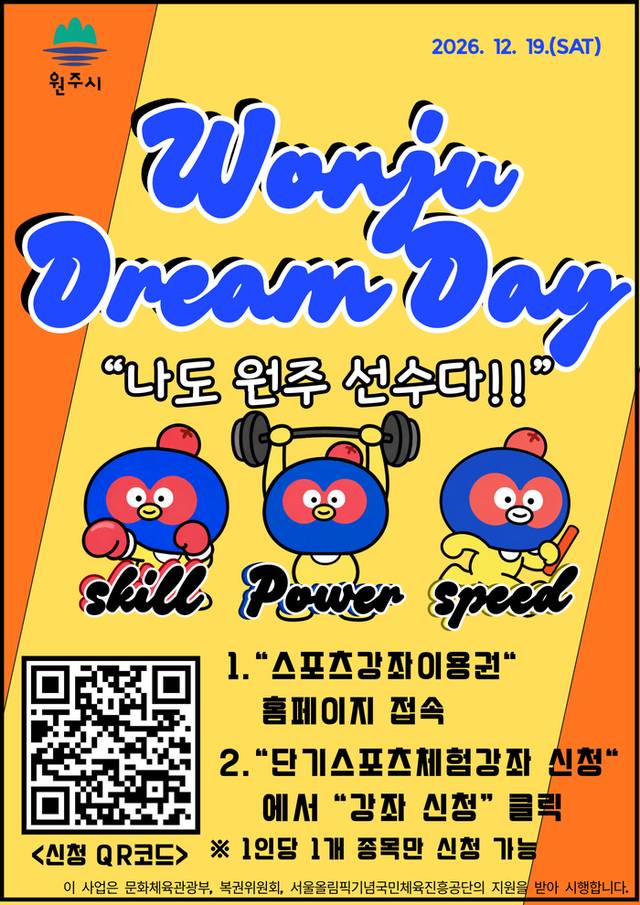 원주시
2026. 12. 19.(SAT)
Wonju
Dream Day
“나도 원주 선수다!!”
skill Power speed
1.“스포츠강좌이용권“
홈페이지 접속
2.“단기스포츠체험강좌 신청“
에서 “강좌 신청” 클릭
<신청 QR코드>
※ 1인당 1개 종목만 신청 가능
이 사업은 문화체육관광부, 복권위원회, 서울올림픽기념국민체육진흥공단의 지원을 받아 시행합니다.